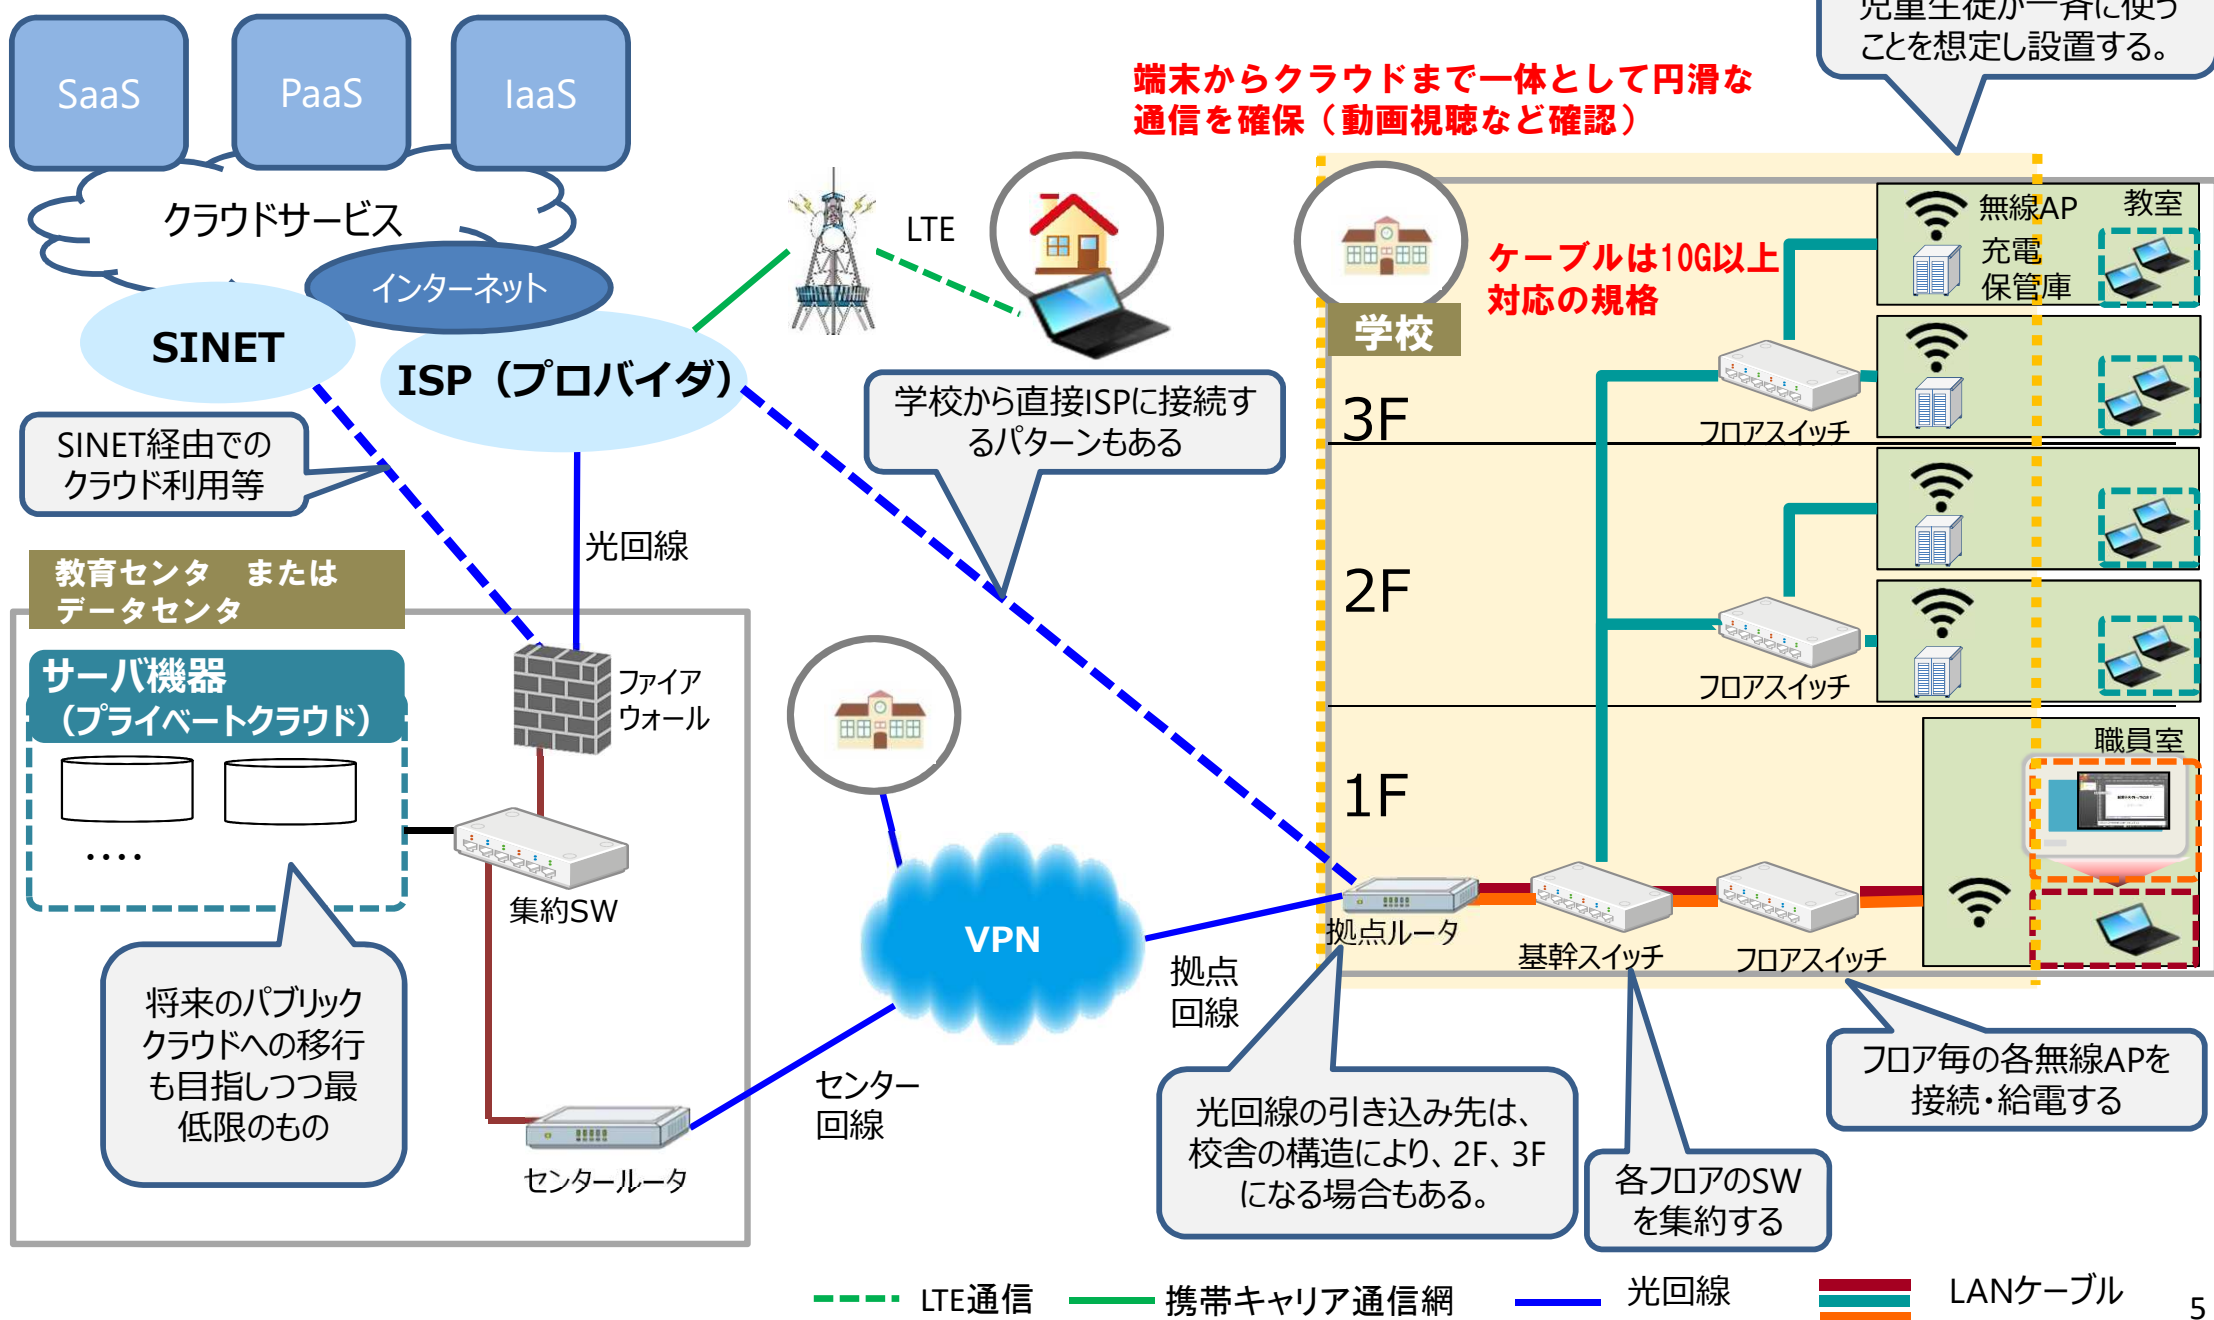 児童生徒が一斉に使う
ことを想定し設置する。
SaaS
PaaS
IaaS
端末からクラウドまで一体として円滑な
通信を確保（動画視聴など確認）
クラウドサービス
インターネット
SINET
ISP（プロバイダ）
LTE
学校
ケーブルは10G以上
対応の規格
無線AP
教室
充電
保管庫
3F
フロアスイッチ
学校から直接ISPに接続す
るパターンもある
SINET経由での
クラウド利用等
光回線
2F
フロアスイッチ
教育センタ　または
データセンタ
サーバ機器
（プライベートクラウド）
ファイア
ウォール
････
集約SW
将来のパブリック
クラウドへの移行
も目指しつつ最
低限のもの
センタールータ
VPN
センター
回線
拠点
回線
1F
職員室
拠点ルータ
基幹スイッチ
フロアスイッチ
光回線の引き込み先は、
校舎の構造により、2F、3F
になる場合もある。
各フロアのSW
を集約する
フロア毎の各無線APを
接続・給電する
LTE通信
携帯キャリア通信網
光回線
LANケーブル
5